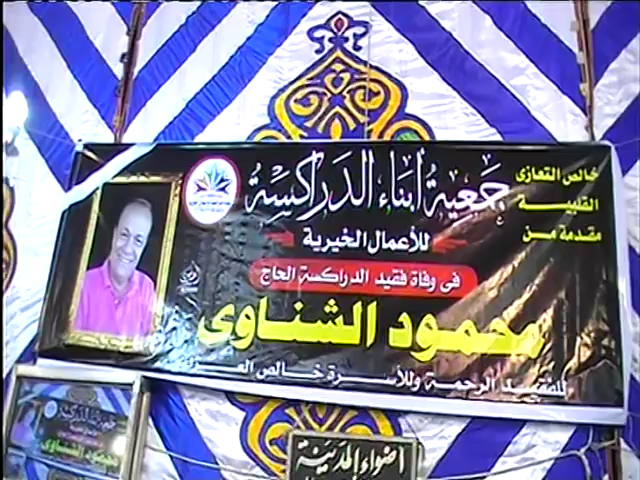 خالص التعازى
القلبية
مقدمة من
جمعية أبناء الدراكسة
للأعمال الخيرية
فى وفاة فقيد الدراكسة الحاج
محمود الشناوى
للفقيد الرحمة وللأسرة خالص العزاء
محمود الشناوى
اضواء المدينة